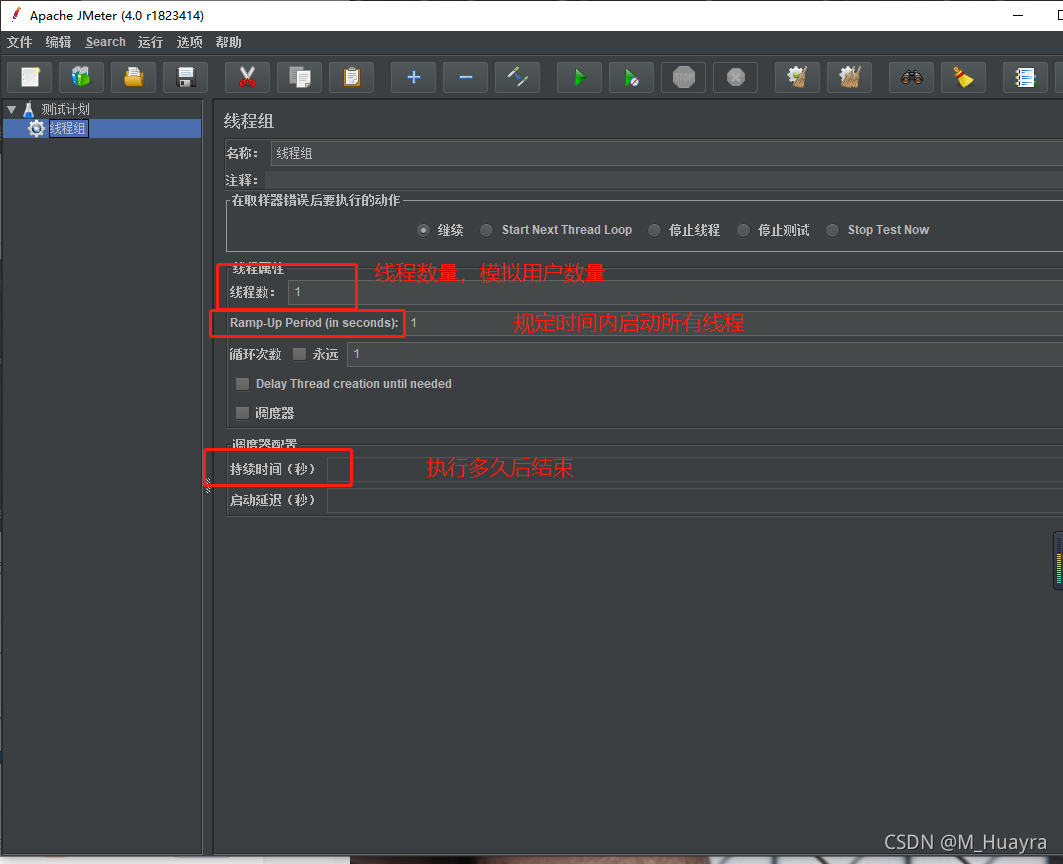 Apache JMeter (4.0 r1823414)
文件 编辑 Search 运行 选项 帮助
STOP
测试计划
线程组
线程组
名称： 线程组
注释：
在取样器错误后要执行的动作
继续 Start Next Thread Loop 停止线程 停止测试 Stop Test Now
线程属性
线程数量，模拟用户数量
线程数： 1
Ramp-Up Period (in seconds): 1 规定时间内启动所有线程
循环次数 永远 1
Delay Thread creation until needed
调度器
调度器配置
持续时间（秒） 执行多久后结束
启动延迟（秒）
CSDN @M_Huayra